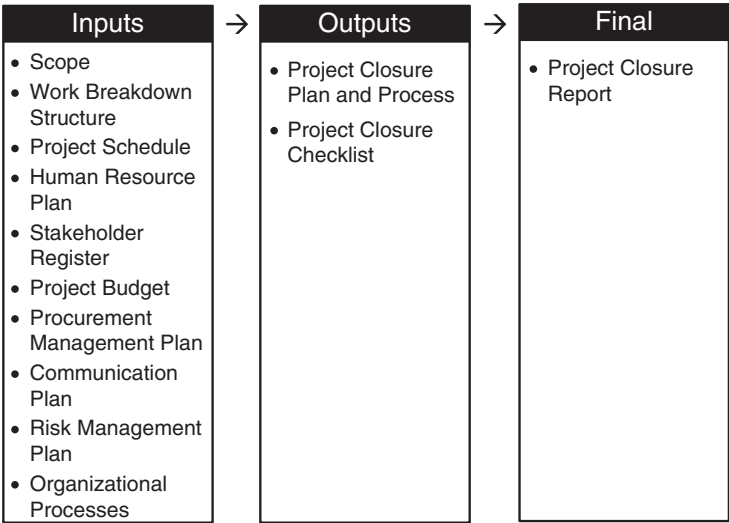 Inputs
• Scope
• Work Breakdown
Structure
• Project Schedule
• Human Resource
Plan
• Stakeholder
Register
• Project Budget
• Procurement
Management Plan
• Communication
Plan
• Risk Management
Plan
• Organizational
Processes
→
Outputs
• Project Closure
Plan and Process
• Project Closure
Checklist
→
Final
• Project Closure
Report